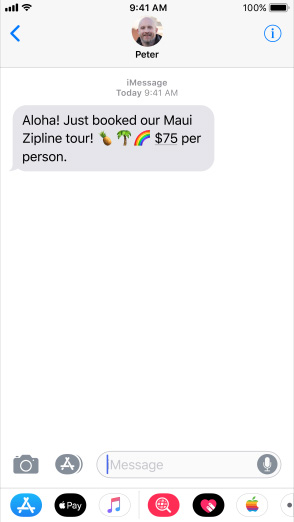 9:41 AM 100%
Peter
iMessage
Today 9:41 AM
Aloha! Just booked our Maui
Zipline tour! 🍍🌴🌈 $75 per
person.
Message
Pay